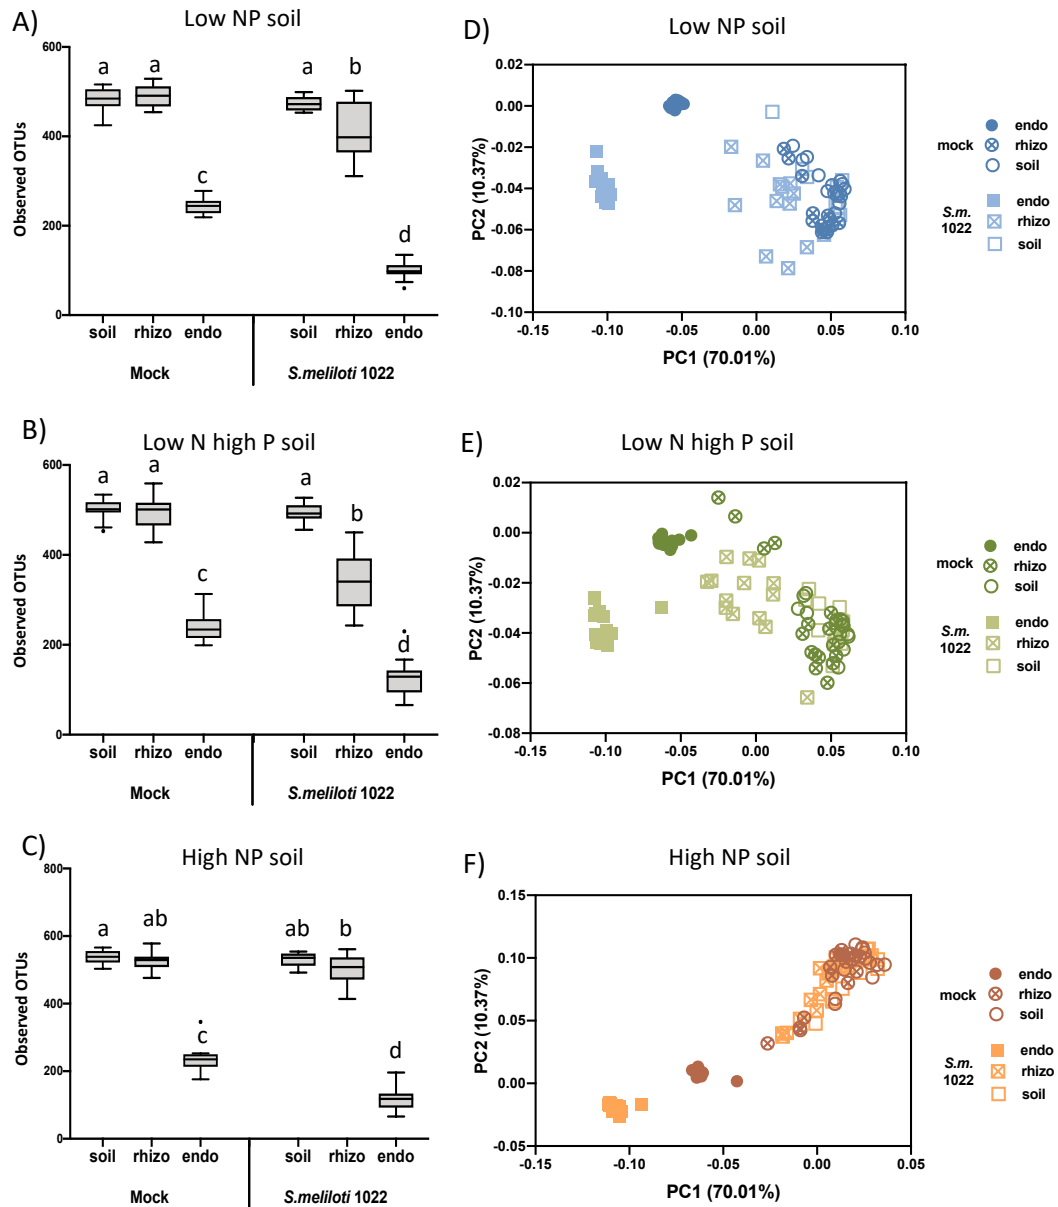 A)
Low NP soil
Observed OTUs
600
400
200
0
a
a
c
a
b
d
soil rhizo endo soil rhizo endo
Mock S.meliloti 1022
D)
Low NP soil
PC2 (10.37%)
0.02
0.00
-0.02
-0.04
-0.06
-0.08
-0.10
-0.15 -0.10 -0.05 0.00 0.05 0.10
PC1 (70.01%)
mock
endo
rhizo
soil
S.m.
1022
endo
rhizo
soil
B)
Low N high P soil
Observed OTUs
600
400
200
0
a
a
c
a
b
d
soil rhizo endo soil rhizo endo
Mock S.meliloti 1022
E)
Low N high P soil
PC2 (10.37%)
0.02
0.00
-0.02
-0.04
-0.06
-0.08
-0.15 -0.10 -0.05 0.00 0.05 0.10
PC1 (70.01%)
mock
endo
rhizo
soil
S.m.
1022
endo
rhizo
soil
C)
High NP soil
Observed OTUs
800
600
400
200
0
a
ab
c
ab
b
d
soil rhizo endo soil rhizo endo
Mock S.meliloti 1022
F)
High NP soil
PC2 (10.37%)
0.15
0.10
0.05
0.00
-0.05
-0.15 -0.10 -0.05 0.00 0.05
PC1 (70.01%)
mock
endo
rhizo
soil
S.m.
1022
endo
rhizo
soil